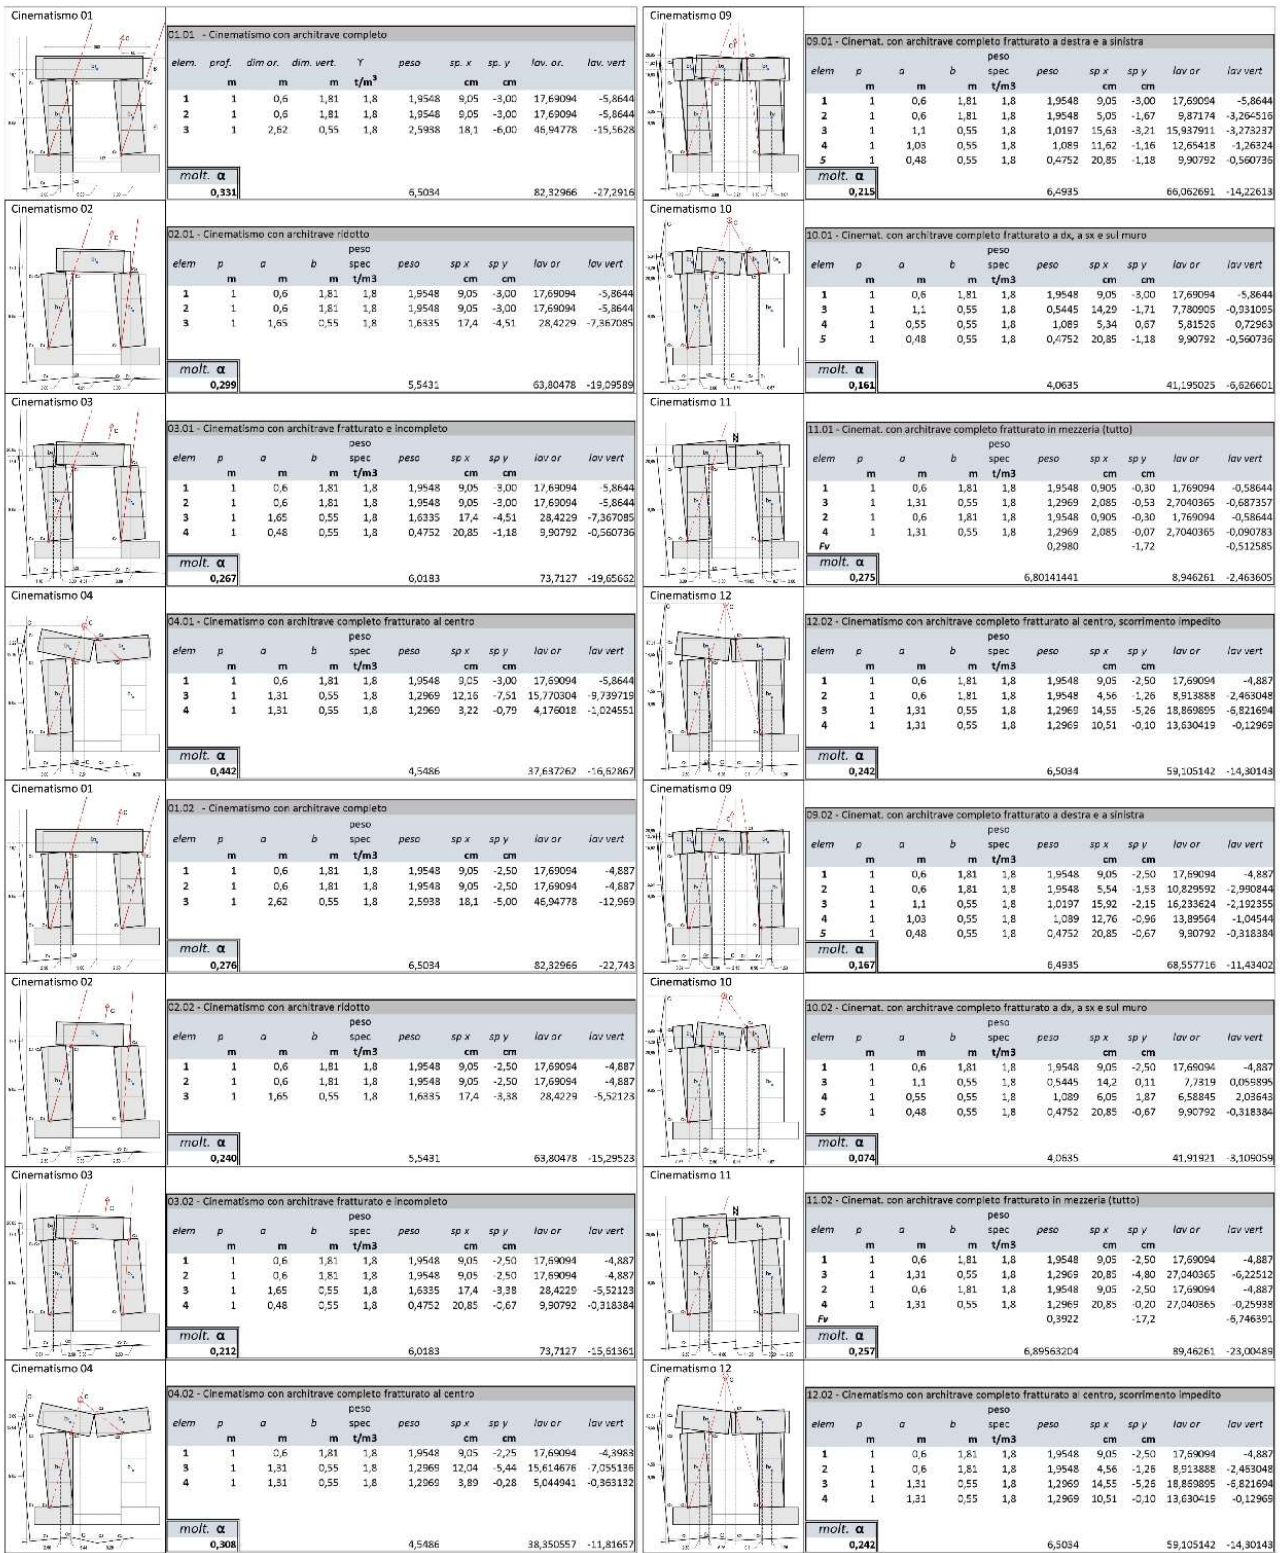 Cinematismo 01
01.01 - Cinematismo con architrave completo
elem. prof. dim or. dim. vert. γ peso sp. x sp. y lav. or. lav. vert
m m m t/m³ cm cm
1 1 0,6 1,81 1,8 1,9548 9,05 -3,00 17,69094 -5,8644
2 1 0,6 1,81 1,8 1,9548 9,05 -3,00 17,69094 -5,8644
3 1 2,62 0,55 1,8 2,5938 18,1 -6,00 46,94778 -15,5628
molt. α
0,331 6,5034 82,32966 -27,2916
Cinematismo 02
02.01 - Cinematismo con architrave ridotto
peso
elem p a b spec peso sp x sp y lav or lav vert
m m m t/m3 cm cm
1 1 0,6 1,81 1,8 1,9548 9,05 -3,00 17,69094 -5,8644
2 1 0,6 1,81 1,8 1,9548 9,05 -3,00 17,69094 -5,8644
3 1 1,65 0,55 1,8 1,6335 17,4 -4,51 28,4229 -7,367085
molt. α
0,299 5,5431 63,80478 -19,09589
Cinematismo 03
03.01 - Cinematismo con architrave fratturato e incompleto
peso
elem p a b spec peso sp x sp y lav or lav vert
m m m t/m3 cm cm
1 1 0,6 1,81 1,8 1,9548 9,05 -3,00 17,69094 -5,8644
2 1 0,6 1,81 1,8 1,9548 9,05 -3,00 17,69094 -5,8644
3 1 1,65 0,55 1,8 1,6335 17,4 -4,51 28,4229 -7,367085
4 1 0,48 0,55 1,8 0,4752 20,85 -1,18 9,90792 -0,560736
molt. α
0,267 6,0183 73,7127 -19,65662
Cinematismo 04
04.01 - Cinematismo con architrave completo fratturato al centro
peso
elem p a b spec peso sp x sp y lav or lav vert
m m m t/m3 cm cm
1 1 0,6 1,81 1,8 1,9548 9,05 -3,00 17,69094 -5,8644
3 1 1,31 0,55 1,8 1,2969 12,16 -7,51 15,770304 -9,739719
4 1 1,31 0,55 1,8 1,2969 3,22 -0,79 4,176018 -1,024551
molt. α
0,442 4,5486 37,637262 -16,62867
Cinematismo 01
01.02 - Cinematismo con architrave completo
peso
elem p a b spec peso sp x sp y lav or lav vert
m m m t/m3 cm cm
1 1 0,6 1,81 1,8 1,9548 9,05 -2,50 17,69094 -4,887
2 1 0,6 1,81 1,8 1,9548 9,05 -2,50 17,69094 -4,887
3 1 2,62 0,55 1,8 2,5938 18,1 -5,00 46,94778 -12,969
molt. α
0,276 6,5034 82,32966 -22,743
Cinematismo 02
02.02 - Cinematismo con architrave ridotto
peso
elem p a b spec peso sp x sp y lav or lav vert
m m m t/m3 cm cm
1 1 0,6 1,81 1,8 1,9548 9,05 -2,50 17,69094 -4,887
2 1 0,6 1,81 1,8 1,9548 9,05 -2,50 17,69094 -4,887
3 1 1,65 0,55 1,8 1,6335 17,4 -3,38 28,4229 -5,52123
molt. α
0,240 5,5431 63,80478 -15,29523
Cinematismo 03
03.02 - Cinematismo con architrave fratturato e incompleto
peso
elem p a b spec peso sp x sp y lav or lav vert
m m m t/m3 cm cm
1 1 0,6 1,81 1,8 1,9548 9,05 -2,50 17,69094 -4,887
2 1 0,6 1,81 1,8 1,9548 9,05 -2,50 17,69094 -4,887
3 1 1,65 0,55 1,8 1,6335 17,4 -3,38 28,4229 -5,52123
4 1 0,48 0,55 1,8 0,4752 20,85 -0,67 9,90792 -0,318384
molt. α
0,212 6,0183 73,7127 -15,61361
Cinematismo 04
04.02 - Cinematismo con architrave completo fratturato al centro
peso
elem p a b spec peso sp x sp y lav or lav vert
m m m t/m3 cm cm
1 1 0,6 1,81 1,8 1,9548 9,05 -2,25 17,69094 -4,3983
3 1 1,31 0,55 1,8 1,2969 12,04 -5,44 15,614676 -7,055136
4 1 1,31 0,55 1,8 1,2969 3,89 -0,28 5,044941 -0,363132
molt. α
0,308 4,5486 38,350557 -11,81657
Cinematismo 09
09.01 - Cinemat. con architrave completo fratturato a destra e a sinistra
peso
elem p a b spec peso sp x sp y lav or lav vert
m m m t/m3 cm cm
1 1 0,6 1,81 1,8 1,9548 9,05 -3,00 17,69094 -5,8644
2 1 0,6 1,81 1,8 1,9548 5,05 -1,67 9,87174 -3,264516
3 1 1,1 0,55 1,8 1,0197 15,63 -3,21 15,937911 -3,273237
4 1 1,03 0,55 1,8 1,089 11,62 -1,16 12,65418 -1,26324
5 1 0,48 0,55 1,8 0,4752 20,85 -1,18 9,90792 -0,560736
molt. α
0,215 6,4935 66,062691 -14,22613
Cinematismo 10
10.01 - Cinemat. con architrave completo fratturato a dx, a sx e sul muro
peso
elem p a b spec peso sp x sp y lav or lav vert
m m m t/m3 cm cm
1 1 0,6 1,81 1,8 1,9548 9,05 -3,00 17,69094 -5,8644
3 1 1,1 0,55 1,8 0,5445 14,29 -1,71 7,780905 -0,931095
4 1 0,55 0,55 1,8 1,089 5,34 0,67 5,81526 0,72963
5 1 0,48 0,55 1,8 0,4752 20,85 -1,18 9,90792 -0,560736
molt. α
0,161 4,0635 41,195025 -6,626601
Cinematismo 11
11.01 - Cinemat. con architrave completo fratturato in mezzeria (tutto)
peso
elem p a b spec peso sp x sp y lav or lav vert
m m m t/m3 cm cm
1 1 0,6 1,81 1,8 1,9548 0,905 -0,30 1,769094 -0,58644
3 1 1,31 0,55 1,8 1,2969 2,085 -0,53 2,7040365 -0,687357
2 1 0,6 1,81 1,8 1,9548 0,905 -0,30 1,769094 -0,58644
4 1 1,31 0,55 1,8 1,2969 2,085 -0,07 2,7040365 -0,090783
Fv 0,2980 -1,72 -0,512585
molt. α
0,275 6,80141441 8,946261 -2,463605
Cinematismo 12
12.02 - Cinematismo con architrave completo fratturato al centro, scorrimento impedito
peso
elem p a b spec peso sp x sp y lav or lav vert
m m m t/m3 cm cm
1 1 0,6 1,81 1,8 1,9548 9,05 -2,50 17,69094 -4,887
2 1 0,6 1,81 1,8 1,9548 4,56 -1,26 8,913888 -2,463048
3 1 1,31 0,55 1,8 1,2969 14,55 -5,26 18,869895 -6,821694
4 1 1,31 0,55 1,8 1,2969 10,51 -0,10 13,630419 -0,12969
molt. α
0,242 6,5034 59,105142 -14,30143
Cinematismo 09
09.02 - Cinemat. con architrave completo fratturato a destra e a sinistra
peso
elem p a b spec peso sp x sp y lav or lav vert
m m m t/m3 cm cm
1 1 0,6 1,81 1,8 1,9548 9,05 -2,50 17,69094 -4,887
2 1 0,6 1,81 1,8 1,9548 5,54 -1,53 10,829592 -2,990844
3 1 1,1 0,55 1,8 1,0197 15,92 -2,15 16,233624 -2,192355
4 1 1,03 0,55 1,8 1,089 12,76 -0,96 13,89564 -1,04544
5 1 0,48 0,55 1,8 0,4752 20,85 -0,67 9,90792 -0,318384
molt. α
0,167 6,4935 68,557716 -11,43402
Cinematismo 10
10.02 - Cinemat. con architrave completo fratturato a dx, a sx e sul muro
peso
elem p a b spec peso sp x sp y lav or lav vert
m m m t/m3 cm cm
1 1 0,6 1,81 1,8 1,9548 9,05 -2,50 17,69094 -4,887
3 1 1,1 0,55 1,8 0,5445 14,2 0,11 7,7319 0,059895
4 1 0,55 0,55 1,8 1,089 6,05 1,87 6,58845 2,03643
5 1 0,48 0,55 1,8 0,4752 20,85 -0,67 9,90792 -0,318384
molt. α
0,074 4,0635 41,91921 -3,109059
Cinematismo 11
11.02 - Cinemat. con architrave completo fratturato in mezzeria (tutto)
peso
elem p a b spec peso sp x sp y lav or lav vert
m m m t/m3 cm cm
1 1 0,6 1,81 1,8 1,9548 9,05 -2,50 17,69094 -4,887
3 1 1,31 0,55 1,8 1,2969 20,85 -4,80 27,040365 -6,22512
2 1 0,6 1,81 1,8 1,9548 9,05 -2,50 17,69094 -4,887
4 1 1,31 0,55 1,8 1,2969 20,85 -0,20 27,040365 -0,25938
Fv 0,3922 -17,2 -6,746391
molt. α
0,257 6,89563204 89,46261 -23,00489
Cinematismo 12
12.02 - Cinematismo con architrave completo fratturato al centro, scorrimento impedito
peso
elem p a b spec peso sp x sp y lav or lav vert
m m m t/m3 cm cm
1 1 0,6 1,81 1,8 1,9548 9,05 -2,50 17,69094 -4,887
2 1 0,6 1,81 1,8 1,9548 4,56 -1,26 8,913888 -2,463048
3 1 1,31 0,55 1,8 1,2969 14,55 -5,26 18,869895 -6,821694
4 1 1,31 0,55 1,8 1,2969 10,51 -0,10 13,630419 -0,12969
molt. α
0,242 6,5034 59,105142 -14,30143